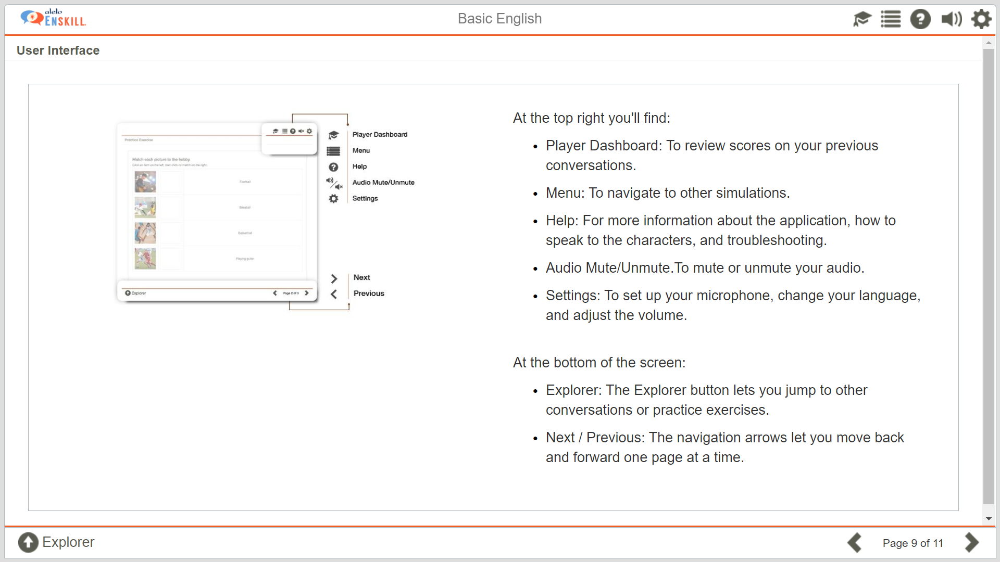 alelo
ENSKILL.
Basic English
User Interface
Practice Exercise
Match each picture to the hobby.
Click an item on the left, then click its match on the right.
Football
Baseball
Basketball
Playing guitar
Explorer
Page 2 of 3
Player Dashboard
Menu
Help
Audio Mute/Unmute
Settings
Next
Previous
At the top right you'll find:
• Player Dashboard: To review scores on your previous
conversations.
• Menu: To navigate to other simulations.
• Help: For more information about the application, how to
speak to the characters, and troubleshooting.
• Audio Mute/Unmute.To mute or unmute your audio.
• Settings: To set up your microphone, change your language,
and adjust the volume.
At the bottom of the screen:
• Explorer: The Explorer button lets you jump to other
conversations or practice exercises.
• Next / Previous: The navigation arrows let you move back
and forward one page at a time.
Explorer
Page 9 of 11